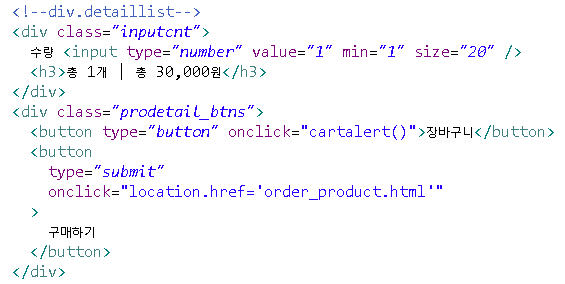 <!--div.detaillist-->
<div class="inputcnt">
수량 <input type="number" value="1" min="1" size="20" />
<h3>총 1개 | 총 30,000원</h3>
</div>
<div class="prodetail_btns">
<button type="button" onclick="cartalert()">장바구니</button>
<button
type="submit"
onclick="location.href='order_product.html'"
>
구매하기
</button>
</div>